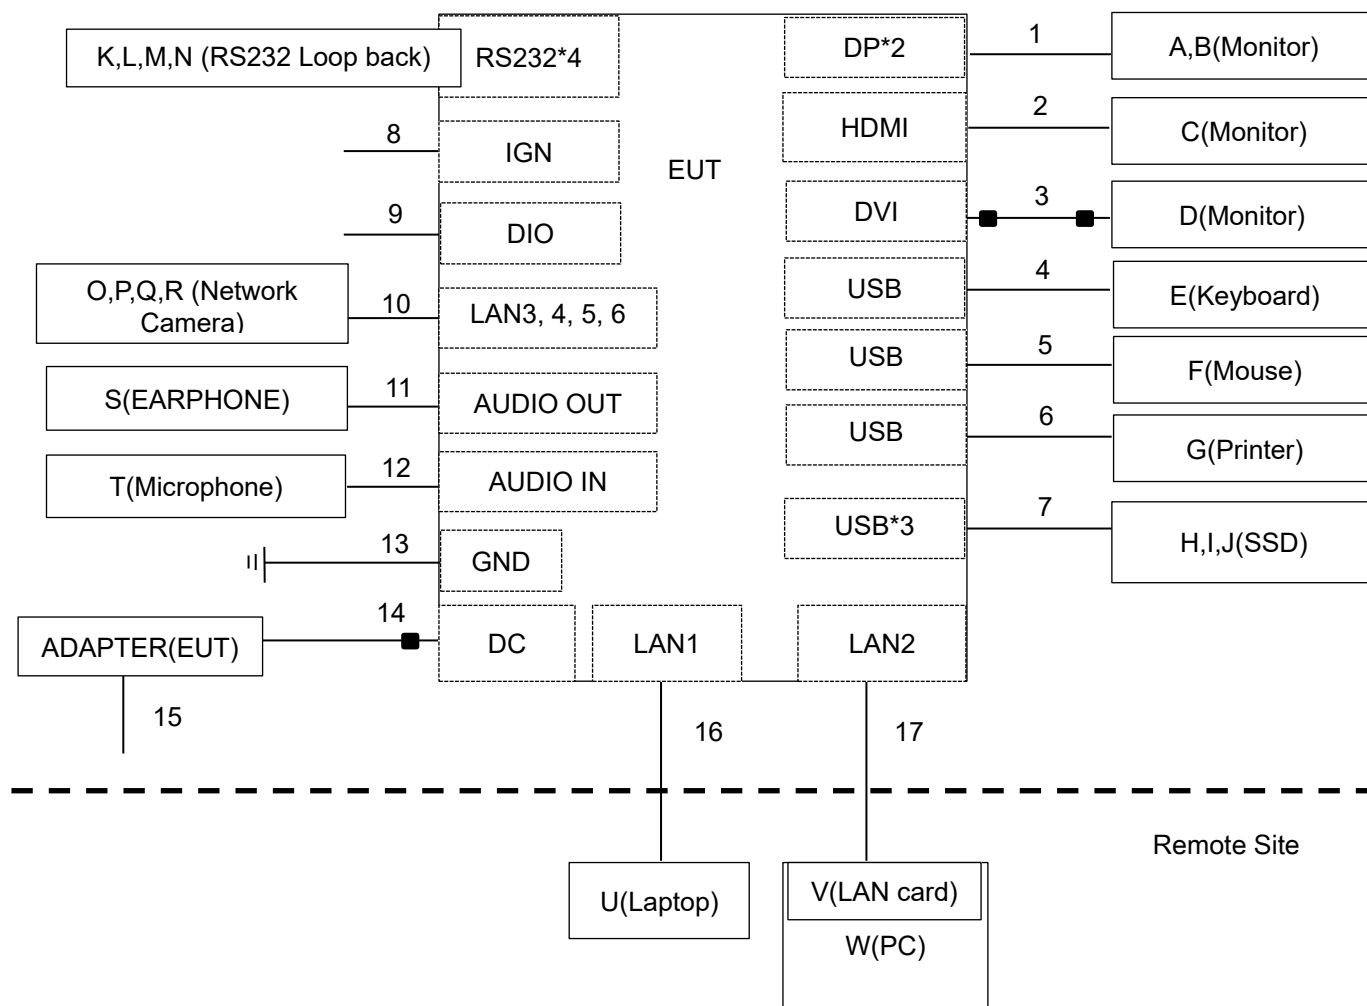 K,L,M,N (RS232 Loop back)
RS232*4
DP*2
1
A,B(Monitor)
8
IGN
EUT
HDMI
2
C(Monitor)
9
DIO
DVI
3
D(Monitor)
O,P,Q,R (Network
Camera)
10
LAN3, 4, 5, 6
USB
4
E(Keyboard)
S(EARPHONE)
11
AUDIO OUT
USB
5
F(Mouse)
T(Microphone)
12
AUDIO IN
USB
6
G(Printer)
13
GND
USB*3
7
H,I,J(SSD)
ADAPTER(EUT)
14
DC
LAN1
LAN2
15
16
17
Remote Site
U(Laptop)
V(LAN card)
W(PC)